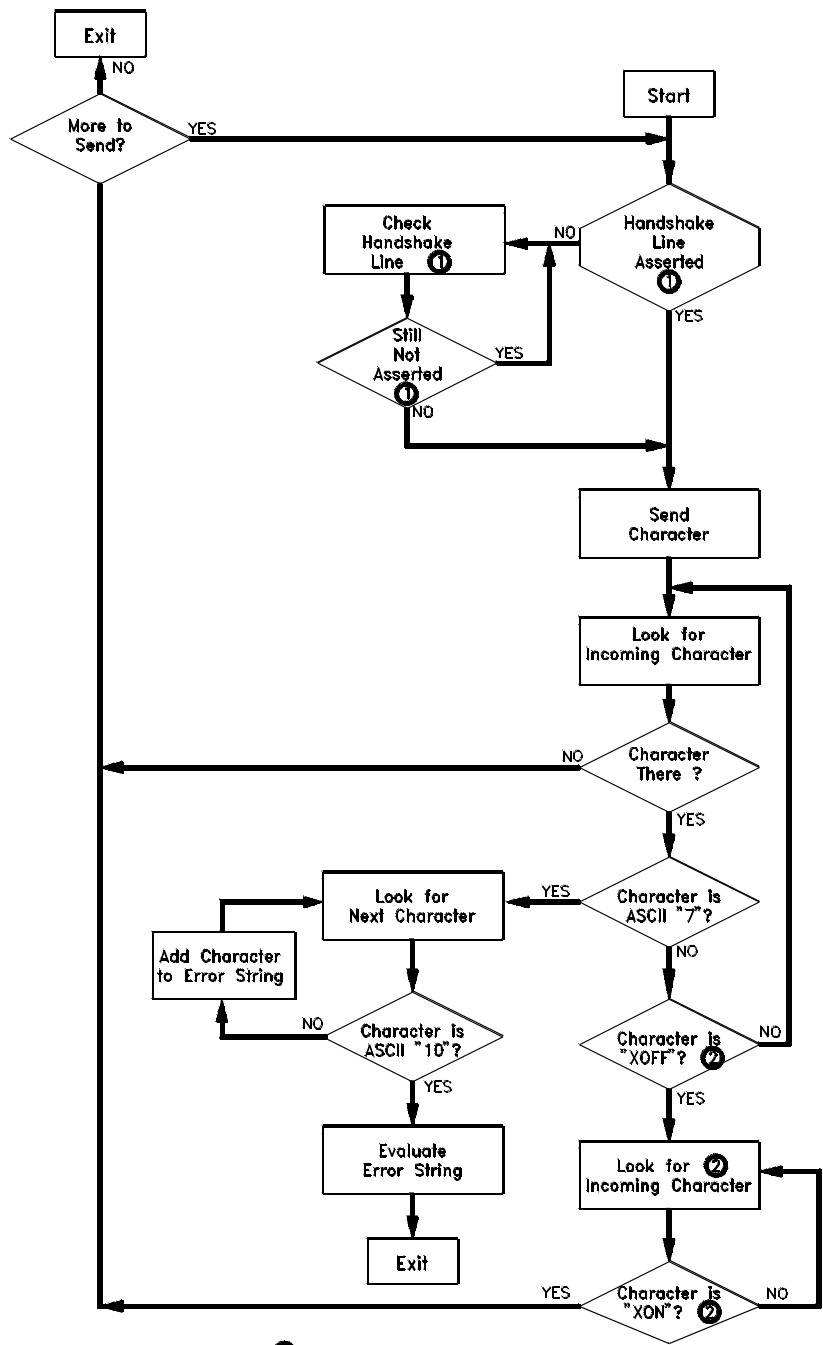 Exit
NO
Start
More to
Send?
YES
Check
Handshake
Line ①
NO
Handshake
Line
Asserted
①
YES
Still
Not
Asserted
①
YES
NO
Send
Character
Look for
Incoming Character
Character
There ?
NO
YES
Look for
Next Character
YES
Character is
ASCII "7"?
NO
Add Character
to Error String
NO
Character is
ASCII "10"?
YES
Character is
"XOFF"? ②
NO
YES
Evaluate
Error String
Look for ②
Incoming Character
Exit
YES
Character is
"XON"? ②
NO